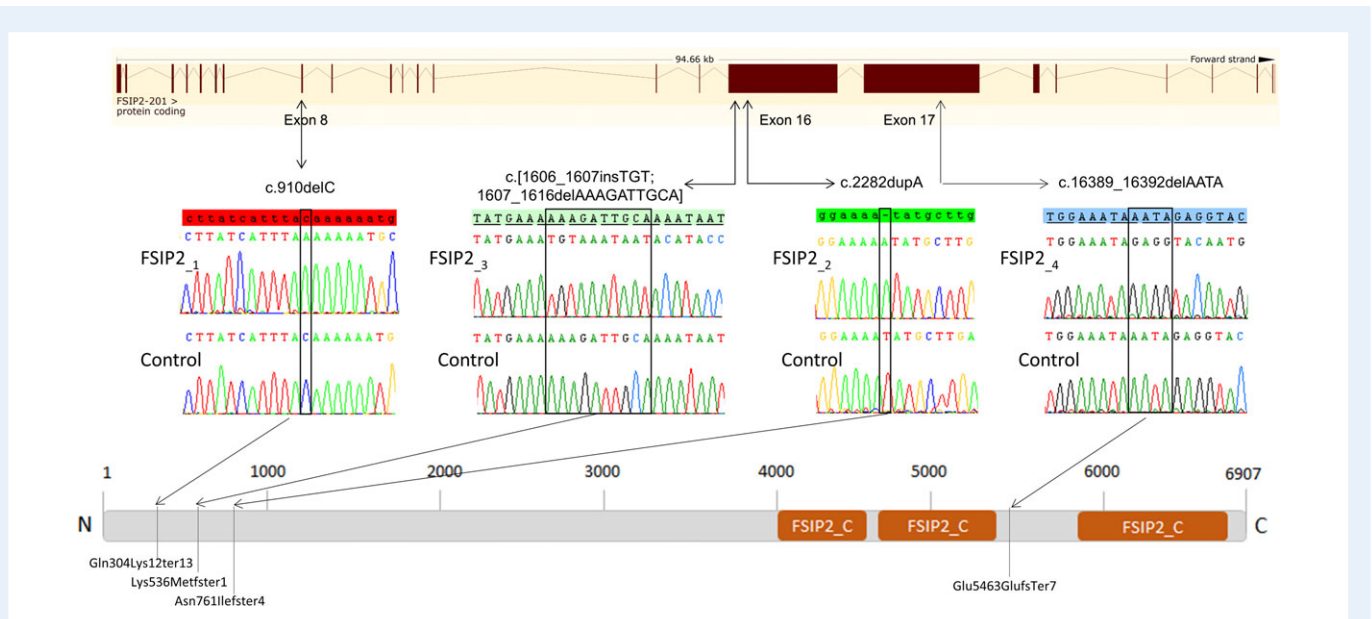 94.66 kb
Forward strand
FSIP2-201 >
protein coding
Exon 8
Exon 16
Exon 17
c.910delC
c.[1606_1607insTGT;
1607_1616delAAAGATTGCA]
c.2282dupA
c.16389_16392delAATA
cttatcatttacaaaaaatg
CTTATCATTTAAAAAAATGC
FSIP2_1
CTTATCATTTACAAAAAATG
Control
TATGAAAAAAGATTGCAAAATAAT
TATGAAATGTAAATAATACATACC
FSIP2_3
TATGAAAAAAGATTGCAAAATAAT
Control
ggaaaa-tatgcttg
GGAAAAATATGCTTG
FSIP2_2
GGAAAATATGCTTGA
Control
TGGAAATAAATAGAGGTAC
TGGAAATAGAGGTACAATG
FSIP2_4
TGGAAATAAATAGAGGTAC
Control
1
1000
2000
3000
4000
5000
6000
6907
N
FSIP2_C
FSIP2_C
FSIP2_C
C
Gln304Lys12ter13
Lys536Metfster1
Asn761Ilefster4
Glu5463GlufsTer7